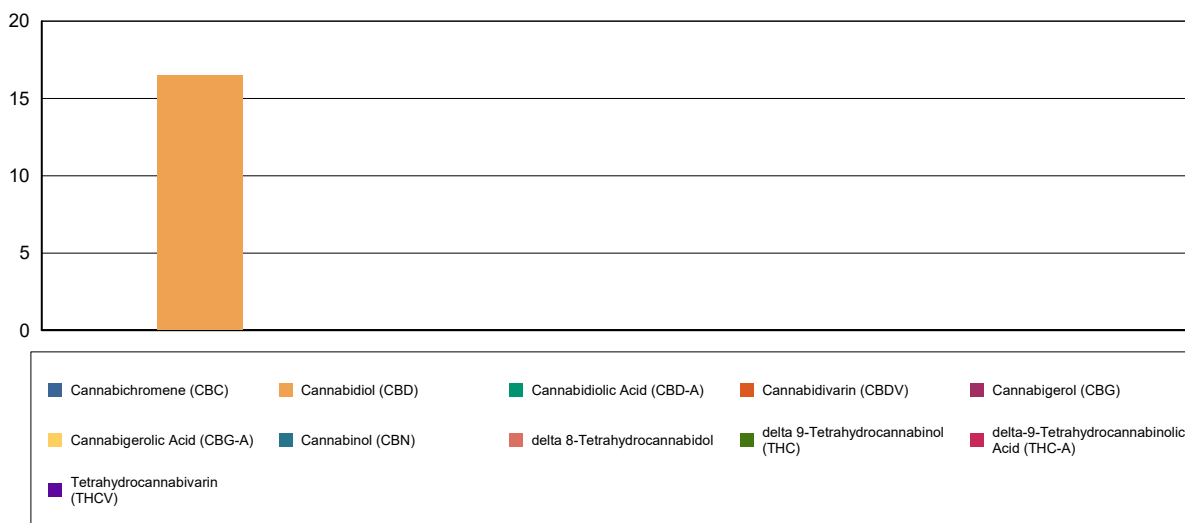 20
15
10
5
0
Cannabichromene (CBC)
Cannabidiol (CBD)
Cannabidiolic Acid (CBD-A)
Cannabidivarin (CBDV)
Cannabigerol (CBG)
Cannabigerolic Acid (CBG-A)
Cannabinol (CBN)
delta 8-Tetrahydrocannabidol
delta 9-Tetrahydrocannabinol
(THC)
delta-9-Tetrahydrocannabinolic
Acid (THC-A)
Tetrahydrocannabivarin
(THCV)